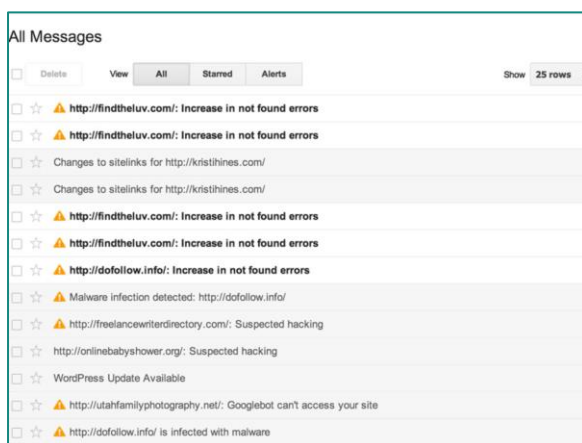 All Messages
Delete View All Starred Alerts Show 25 rows
http://findtheluv.com/: Increase in not found errors
http://findtheluv.com/: Increase in not found errors
Changes to sitelinks for http://kristihines.com/
Changes to sitelinks for http://kristihines.com/
http://findtheluv.com/: Increase in not found errors
http://findtheluv.com/: Increase in not found errors
http://dofollow.info/: Increase in not found errors
Malware infection detected: http://dofollow.info/
http://freelancewriterdirectory.com/: Suspected hacking
http://onlinebabyshower.org/: Suspected hacking
WordPress Update Available
http://utahfamilyphotography.net/: Googlebot can't access your site
http://dofollow.info/ is infected with malware